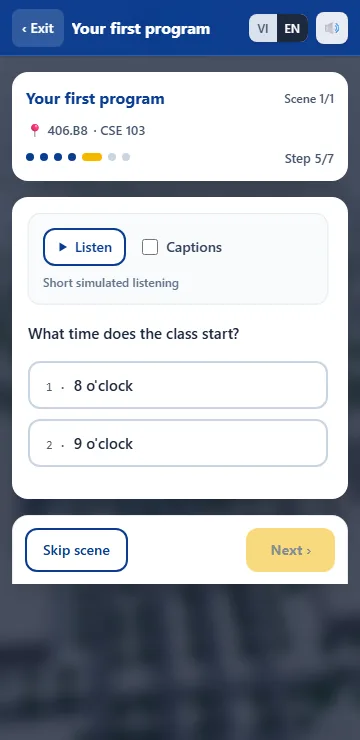 ‹ Exit Your first program VI EN
Your first program Scene 1/1
406.B8 · CSE 103
Step 5/7
Listen Captions
Short simulated listening
What time does the class start?
1 · 8 o'clock
2 · 9 o'clock
Skip scene Next ›